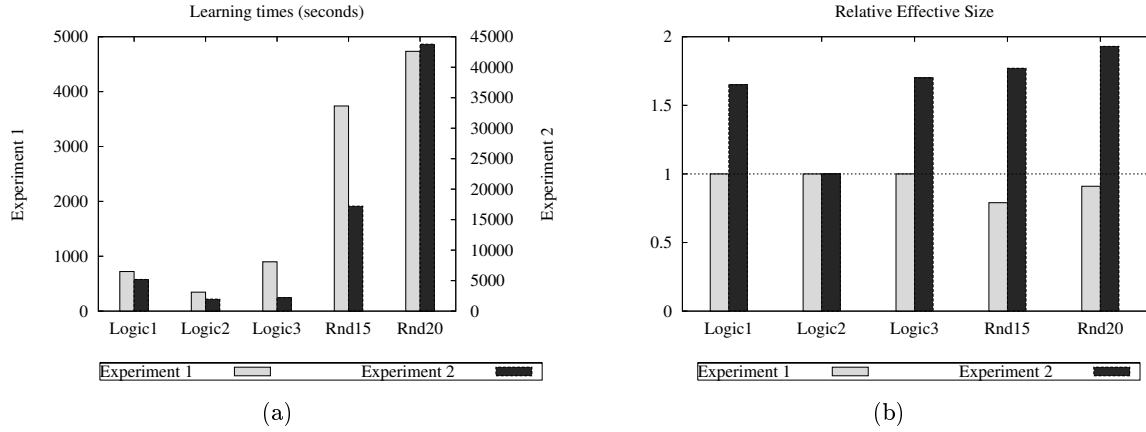 Learning times (seconds)
5000
4000
3000
2000
1000
0
Experiment 1
45000
40000
35000
30000
25000
20000
15000
10000
5000
0
Experiment 2
Logic1 Logic2 Logic3 Rnd15 Rnd20
Experiment 1 Experiment 2
(a)
Relative Effective Size
2
1.5
1
0.5
0
Logic1 Logic2 Logic3 Rnd15 Rnd20
Experiment 1 Experiment 2
(b)